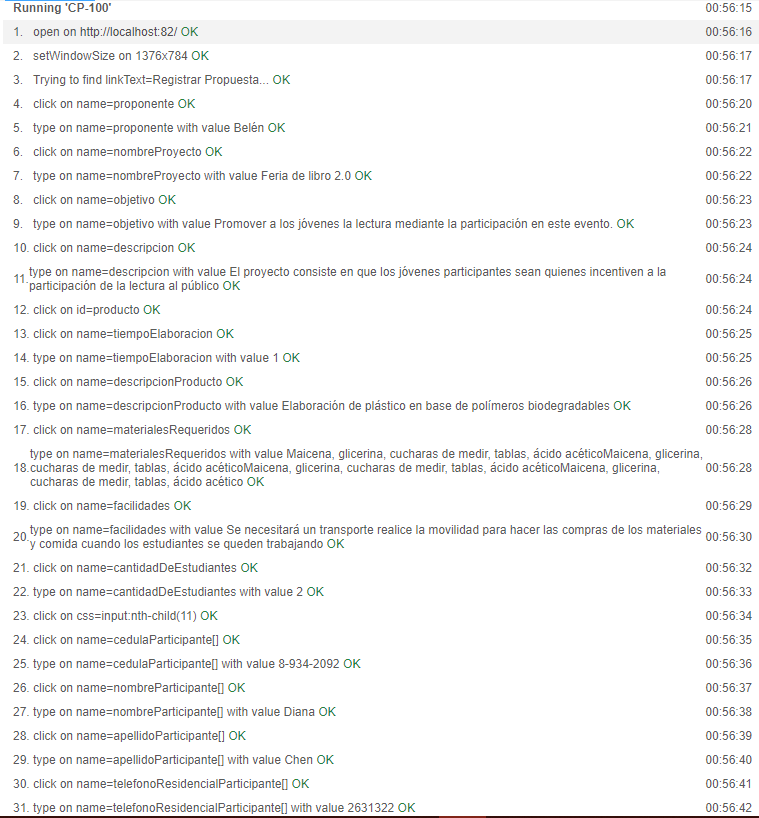 Running 'CP-100' 00:56:15
1. open on http://localhost:82/ OK 00:56:16
2. setWindowSize on 1376x784 OK 00:56:17
3. Trying to find linkText=Registrar Propuesta... OK 00:56:17
4. click on name=proponente OK 00:56:20
5. type on name=proponente with value Belén OK 00:56:21
6. click on name=nombreProyecto OK 00:56:22
7. type on name=nombreProyecto with value Feria de libro 2.0 OK 00:56:22
8. click on name=objetivo OK 00:56:23
9. type on name=objetivo with value Promover a los jóvenes la lectura mediante la participación en este evento. OK 00:56:23
10. click on name=descripcion OK 00:56:24
11. type on name=descripcion with value El proyecto consiste en que los jóvenes participantes sean quienes incentiven a la
participación de la lectura al público OK 00:56:24
12. click on id=producto OK 00:56:24
13. click on name=tiempoElaboracion OK 00:56:25
14. type on name=tiempoElaboracion with value 1 OK 00:56:25
15. click on name=descripcionProducto OK 00:56:26
16. type on name=descripcionProducto with value Elaboración de plástico en base de polímeros biodegradables OK 00:56:26
17. click on name=materialesRequeridos OK 00:56:28
type on name=materialesRequeridos with value Maicena, glicerina, cucharas de medir, tablas, ácido acéticoMaicena, glicerina,
18. cucharas de medir, tablas, ácido acéticoMaicena, glicerina, cucharas de medir, tablas, ácido acéticoMaicena, glicerina, 00:56:28
cucharas de medir, tablas, ácido acético OK
19. click on name=facilidades OK 00:56:29
20. type on name=facilidades with value Se necesitará un transporte realice la movilidad para hacer las compras de los materiales
y comida cuando los estudiantes se queden trabajando OK 00:56:30
21. click on name=cantidadDeEstudiantes OK 00:56:32
22. type on name=cantidadDeEstudiantes with value 2 OK 00:56:33
23. click on css=input:nth-child(11) OK 00:56:34
24. click on name=cedulaParticipante[] OK 00:56:35
25. type on name=cedulaParticipante[] with value 8-934-2092 OK 00:56:36
26. click on name=nombreParticipante[] OK 00:56:37
27. type on name=nombreParticipante[] with value Diana OK 00:56:38
28. click on name=apellidoParticipante[] OK 00:56:39
29. type on name=apellidoParticipante[] with value Chen OK 00:56:40
30. click on name=telefonoResidencialParticipante[] OK 00:56:41
31. type on name=telefonoResidencialParticipante[] with value 2631322 OK 00:56:42